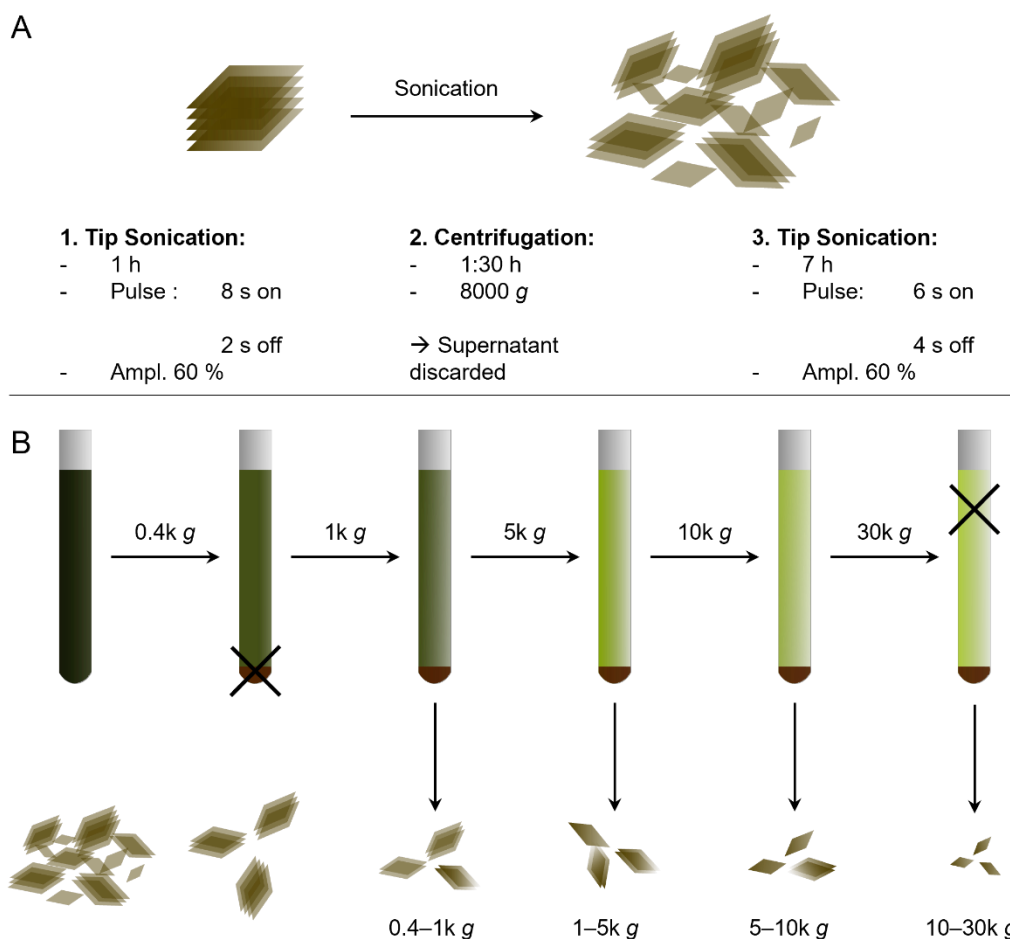 A
Sonication
1. Tip Sonication:
- 1 h
- Pulse : 8 s on
2 s off
- Ampl. 60 %
2. Centrifugation:
- 1:30 h
- 8000 g
→ Supernatant
discarded
3. Tip Sonication:
- 7 h
- Pulse: 6 s on
4 s off
- Ampl. 60 %
B
0.4k g
1k g
5k g
10k g
30k g
0.4–1k g
1–5k g
5–10k g
10–30k g